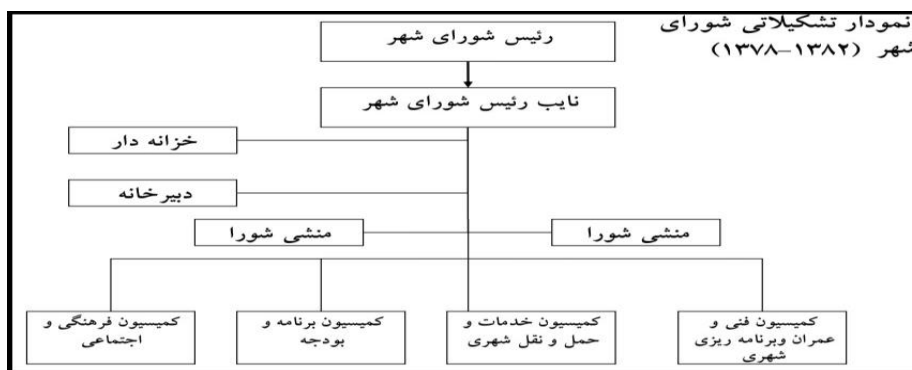 نمودار تشکیلاتی شورای
شهر (۱۳۸۲–۱۳۷۸)
رئیس شورای شهر
نایب رئیس شورای شهر
خزانه دار
دبیرخانه
منشی شورا
منشی شورا
کمیسیون فنی و
عمران وبرنامه ریزی
شهری
کمیسیون خدمات و
حمل و نقل شهری
کمیسیون برنامه و
بودجه
کمیسیون فرهنگی و
اجتماعی